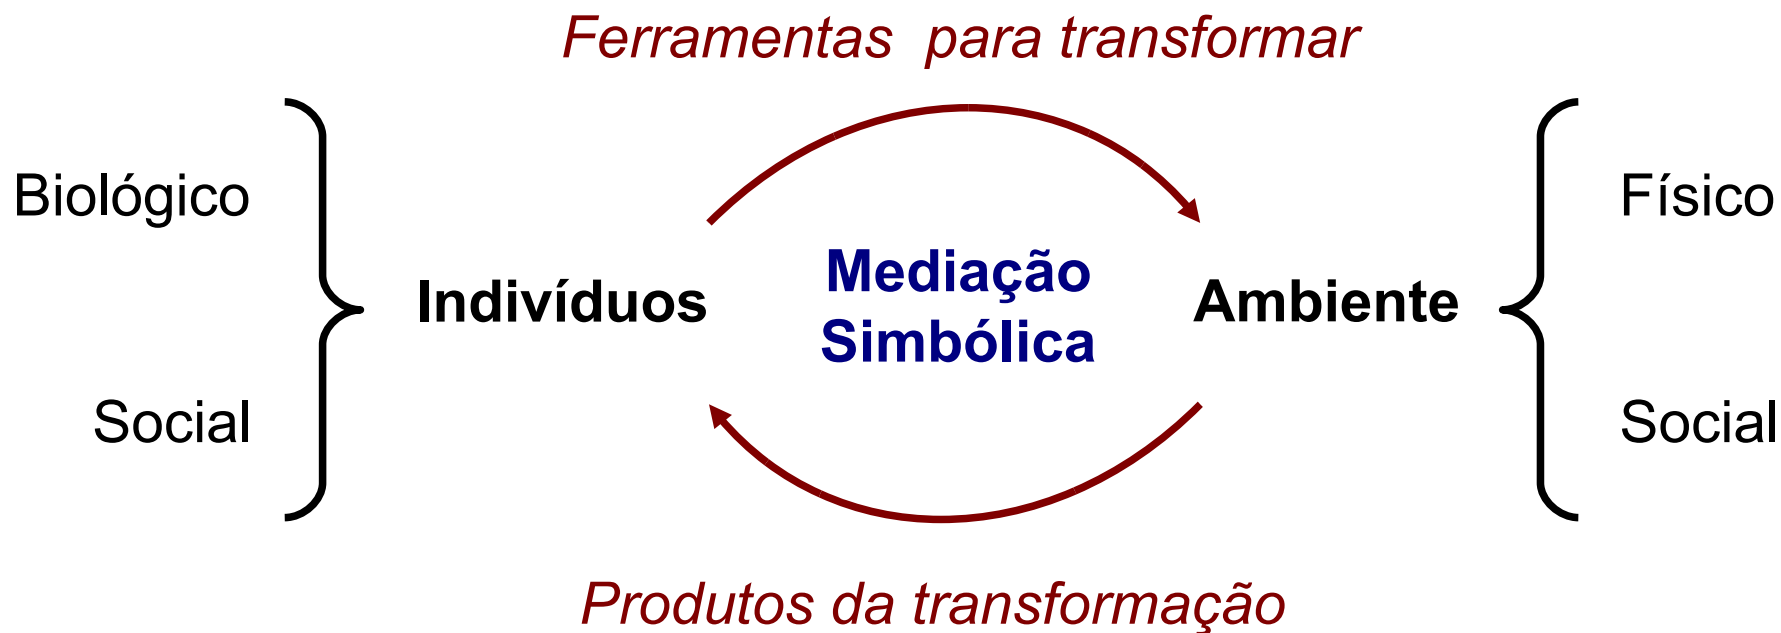 Ferramentas para transformar
Biológico
Físico
Indivíduos
Mediação
Simbólica
Ambiente
Social
Social
Produtos da transformação